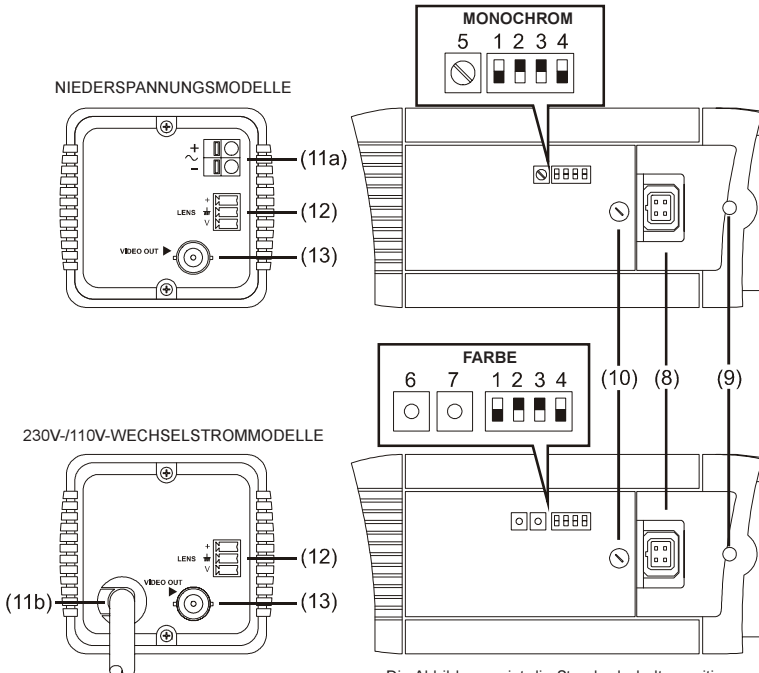 MONOCHROM
5 1 2 3 4
NIEDERSPANNUNGSMODELLE
+
~
−
(11a)
+
LENS
V
(12)
VIDEO OUT
(13)
FARBE
6 7 1 2 3 4
(10) (8) (9)
230V-/110V-WECHSELSTROMMODELLE
+
LENS
V
(12)
VIDEO OUT
(11b)
(13)